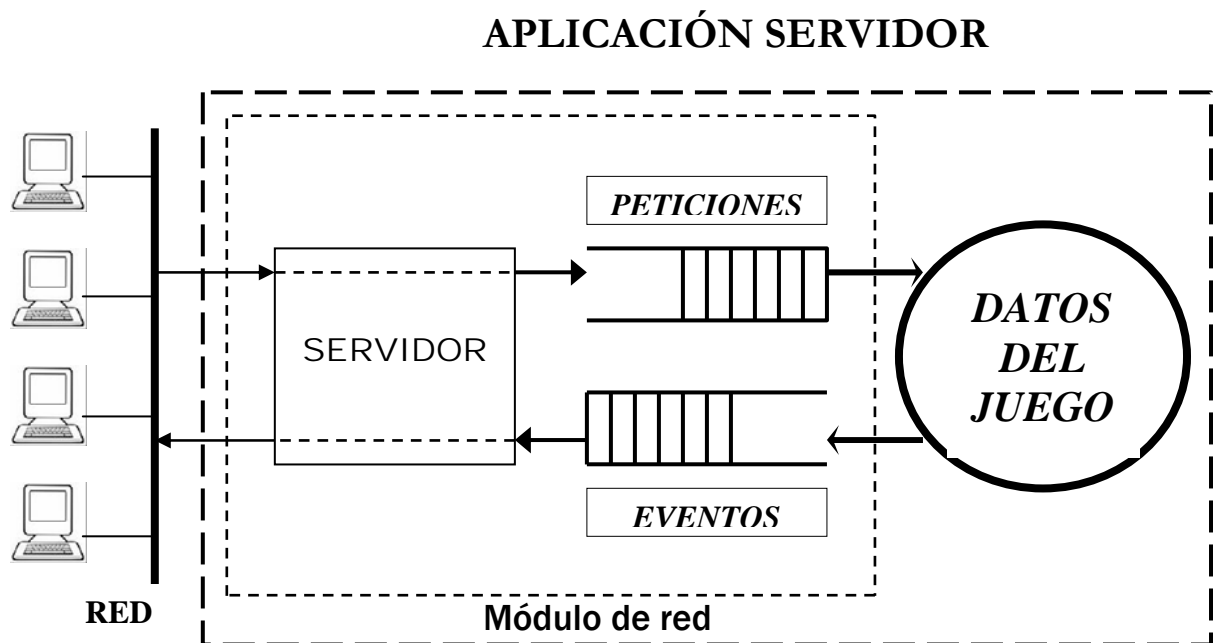 APLICACIÓN SERVIDOR
PETICIONES
SERVIDOR
DATOS
DEL
JUEGO
EVENTOS
RED
Módulo de red